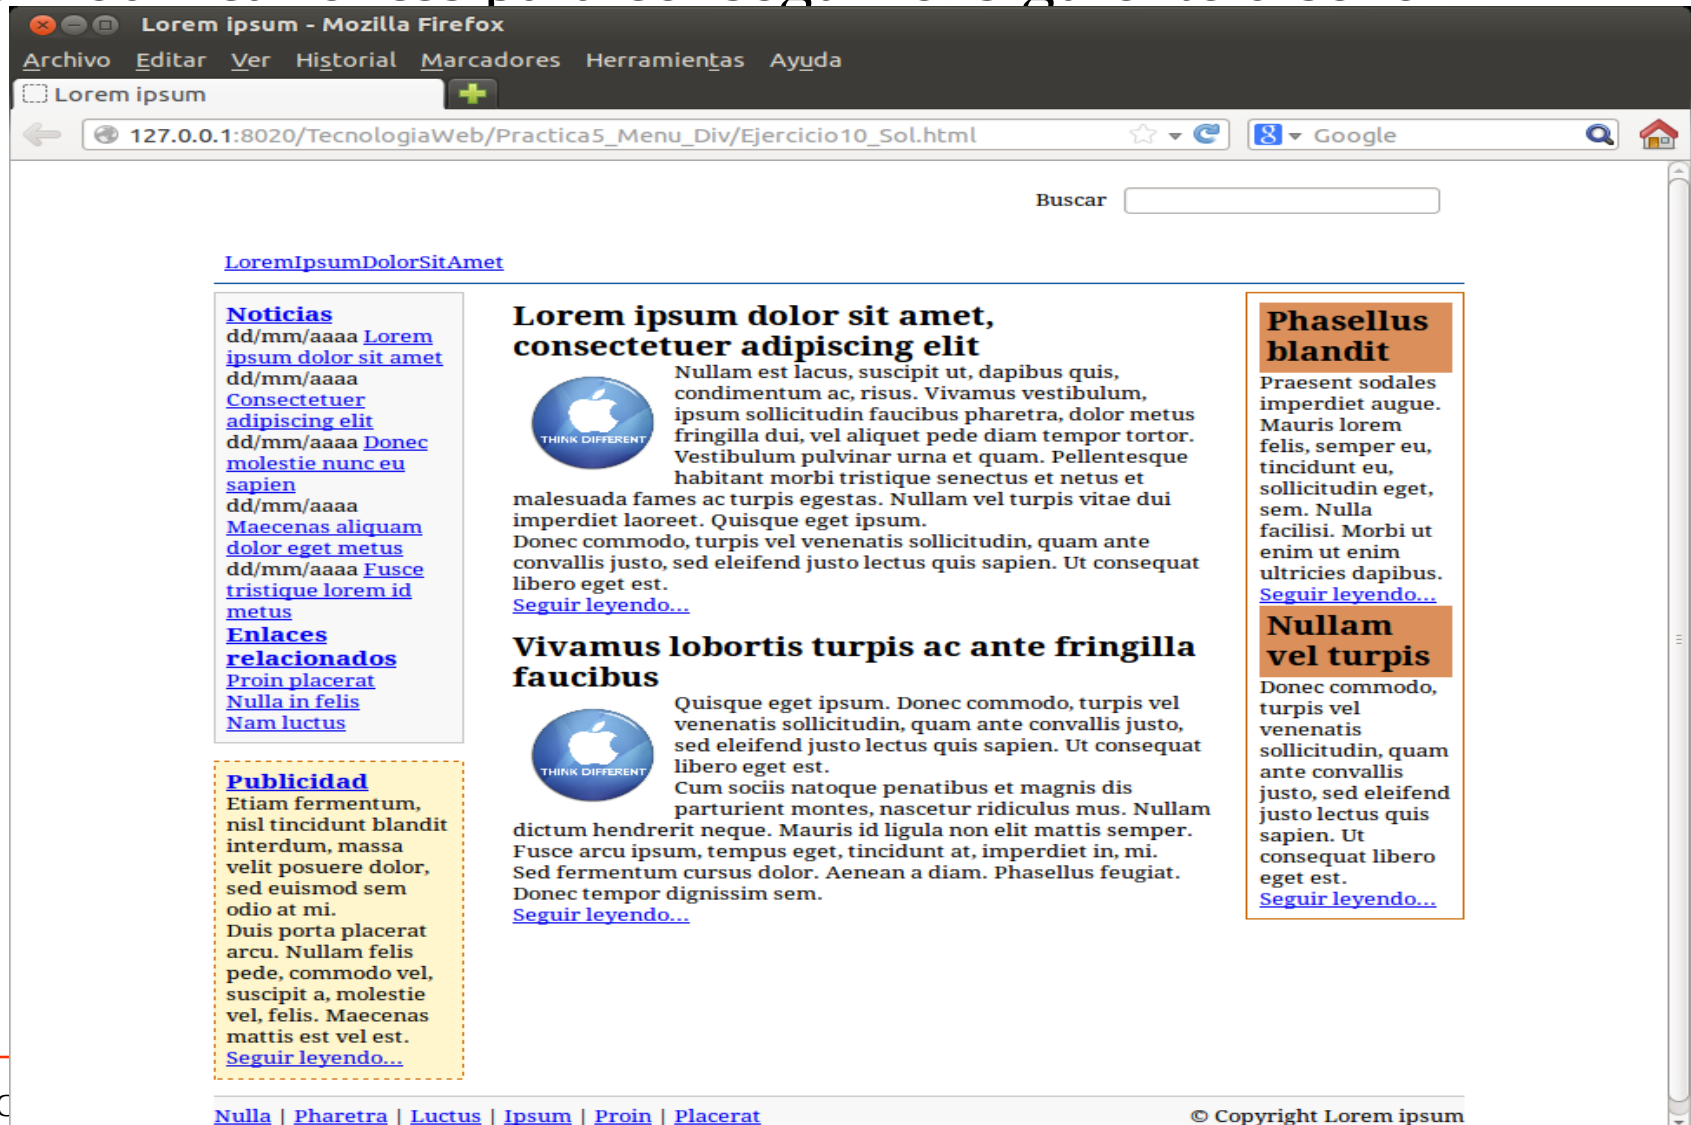 Lorem ipsum - Mozilla Firefox
Archivo Editar Ver Historial Marcadores Herramientas Ayuda
Lorem ipsum
127.0.0.1:8020/TecnologiaWeb/Practica5_Menu_Div/Ejercicio10_Sol.html
Google
Buscar
LoremIpsumDolorSitAmet
Noticias
dd/mm/aaaa Lorem
ipsum dolor sit amet
dd/mm/aaaa
Consectetuer
adipiscing elit
dd/mm/aaaa Donec
molestie nunc eu
sapien
dd/mm/aaaa
Maecenas aliquam
dolor eget metus
dd/mm/aaaa Fusce
tristique lorem id
metus
Enlaces
relacionados
Proin placerat
Nulla in felis
Nam luctus
Publicidad
Etiam fermentum,
nisl tincidunt blandit
interdum, massa
velit posuere dolor,
sed euismod sem
odio at mi.
Duis porta placerat
arcu. Nullam felis
pede, commodo vel,
suscipit a, molestie
vel, felis. Maecenas
mattis est vel est.
Seguir leyendo...
Lorem ipsum dolor sit amet,
consectetuer adipiscing elit
THINK DIFFERENT
Nullam est lacus, suscipit ut, dapibus quis,
condimentum ac, risus. Vivamus vestibulum,
ipsum sollicitudin faucibus pharetra, dolor metus
fringilla dui, vel aliquet pede diam tempor tortor.
Vestibulum pulvinar urna et quam. Pellentesque
habitant morbi tristique senectus et netus et
malesuada fames ac turpis egestas. Nullam vel turpis vitae dui
imperdiet laoreet. Quisque eget ipsum.
Donec commodo, turpis vel venenatis sollicitudin, quam ante
convallis justo, sed eleifend justo lectus quis sapien. Ut consequat
libero eget est.
Seguir leyendo...
Vivamus lobortis turpis ac ante fringilla
faucibus
THINK DIFFERENT
Quisque eget ipsum. Donec commodo, turpis vel
venenatis sollicitudin, quam ante convallis justo,
sed eleifend justo lectus quis sapien. Ut consequat
libero eget est.
Cum sociis natoque penatibus et magnis dis
parturient montes, nascetur ridiculus mus. Nullam
dictum hendrerit neque. Mauris id ligula non elit mattis semper.
Fusce arcu ipsum, tempus eget, tincidunt at, imperdiet in, mi.
Sed fermentum cursus dolor. Aenean a diam. Phasellus feugiat.
Donec tempor dignissim sem.
Seguir leyendo...
Phasellus
blandit
Praesent sodales
imperdiet augue.
Mauris lorem
felis, semper eu,
tincidunt eu,
sollicitudin eget,
sem. Nulla
facilisi. Morbi ut
enim ut enim
ultricies dapibus.
Seguir leyendo...
Nullam
vel turpis
Donec commodo,
turpis vel
venenatis
sollicitudin, quam
ante convallis
justo, sed eleifend
justo lectus quis
sapien. Ut
consequat libero
eget est.
Seguir leyendo...
Nulla | Pharetra | Luctus | Ipsum | Proin | Placerat
© Copyright Lorem ipsum